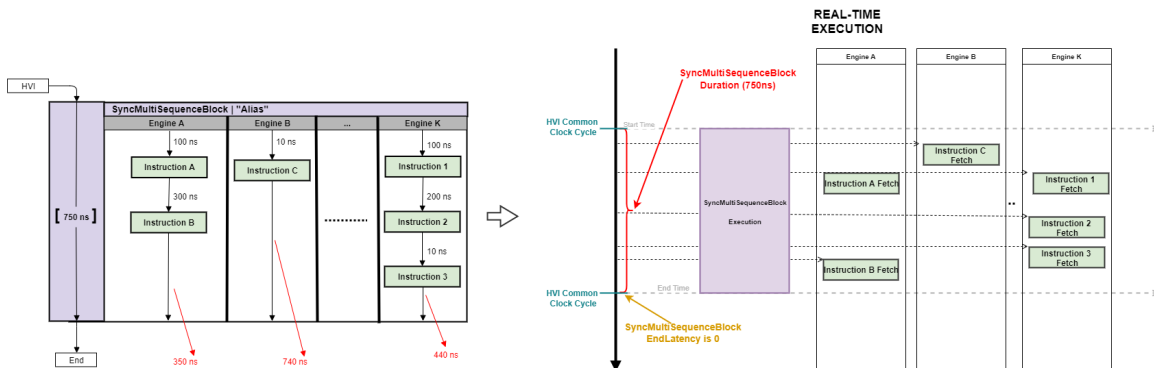 HVI
SyncMultiSequenceBlock | "Alias"
Engine A
Engine B
...
Engine K
100 ns
10 ns
100 ns
Instruction A
Instruction C
Instruction 1
300 ns
200 ns
[ 750 ns ]
Instruction B
Instruction 2
10 ns
Instruction 3
End
350 ns
740 ns
440 ns
REAL-TIME
EXECUTION
Engine A
Engine B
Engine K
SyncMultiSequenceBlock
Duration (750ns)
HVI Common
Clock Cycle
Start Time
Instruction C
Fetch
Instruction A Fetch
Instruction 1
Fetch
SyncMultiSequenceBlock
Execution
..
Instruction 2
Fetch
Instruction 3
Fetch
Instruction B Fetch
End Time
HVI Common
Clock Cycle
SyncMultiSequenceBlock
EndLatency is 0